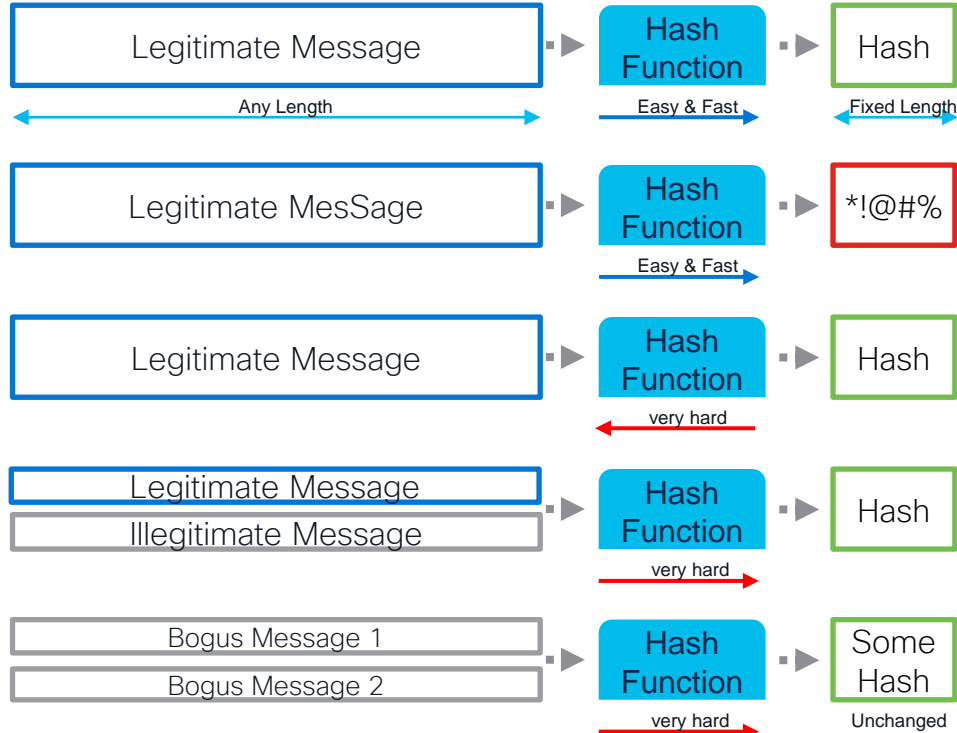 Legitimate Message
Hash
Function
Hash
Any Length
Easy & Fast
Fixed Length
Legitimate MesSage
Hash
Function
*!@#%
Easy & Fast
Legitimate Message
Hash
Function
Hash
very hard
Legitimate Message
Illegitimate Message
Hash
Function
Hash
very hard
Bogus Message 1
Bogus Message 2
Hash
Function
Some
Hash
very hard
Unchanged